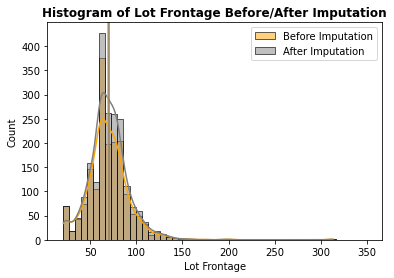 Histogram of Lot Frontage Before/After Imputation
Before Imputation
After Imputation
Count
400
350
300
250
200
150
100
50
0
50 100 150 200 250 300 350
Lot Frontage